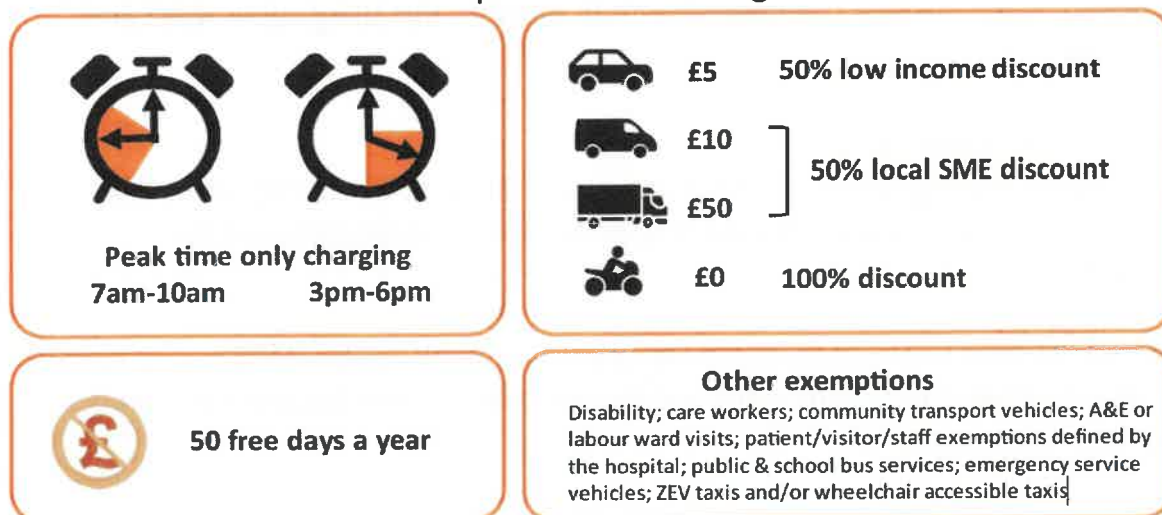 Peak time only charging
7am-10am 3pm-6pm
£5 50% low income discount
£10
50% local SME discount
£50
£0 100% discount
£
50 free days a year
Other exemptions
Disability; care workers; community transport vehicles; A&E or
labour ward visits; patient/visitor/staff exemptions defined by
the hospital; public & school bus services; emergency service
vehicles; ZEV taxis and/or wheelchair accessible taxis